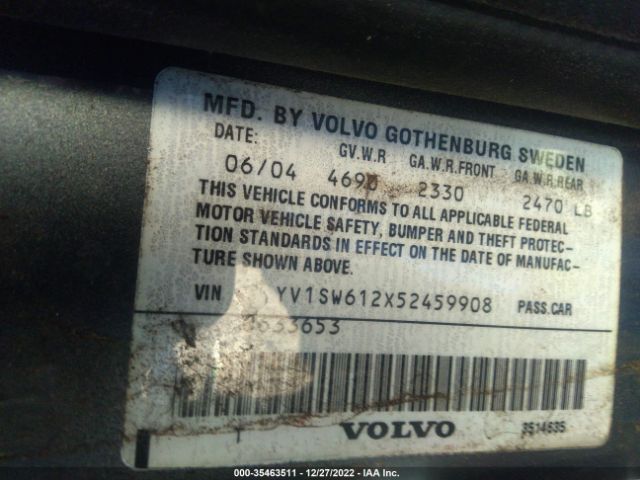 MFD. BY VOLVO GOTHENBURG SWEDEN
DATE: GV.W.R GA.W.R.FRONT GA.W.R.REAR
06/04 4690 2330 2470 LB
THIS VEHICLE CONFORMS TO ALL APPLICABLE FEDERAL
MOTOR VEHICLE SAFETY, BUMPER AND THEFT PROTEC-
TION STANDARDS IN EFFECT ON THE DATE OF MANUFAC-
TURE SHOWN ABOVE.
VIN YV1SW612X52459908 PASS.CAR
VOLVO 3514635
000-35463511 - 12/27/2022 - IAA Inc.